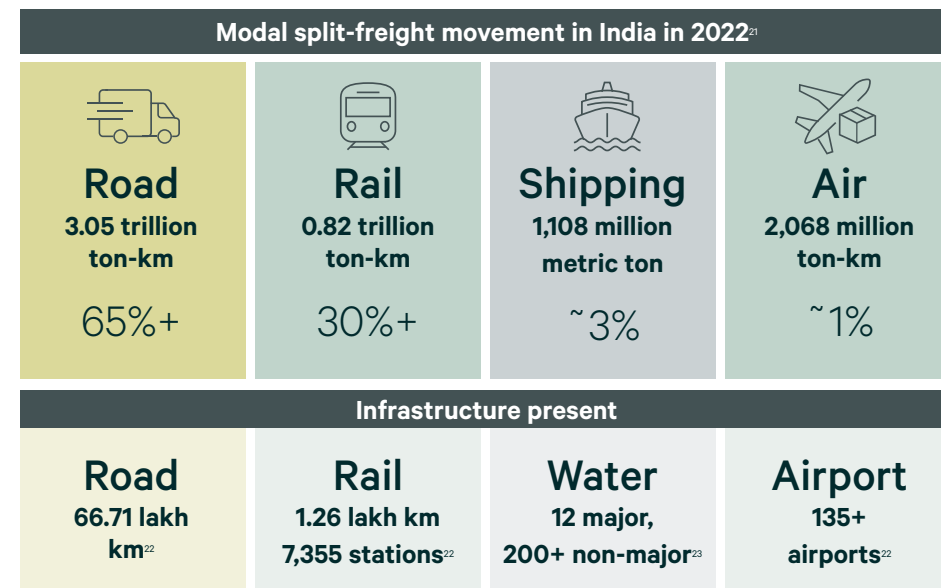 Modal split-freight movement in India in 2022²¹
Road
3.05 trillion
ton-km
65%+
Rail
0.82 trillion
ton-km
30%+
Shipping
1,108 million
metric ton
~3%
Air
2,068 million
ton-km
~1%
Infrastructure present
Road
66.71 lakh
km²²
Rail
1.26 lakh km
7,355 stations²²
Water
12 major,
200+ non-major²³
Airport
135+
airports²²